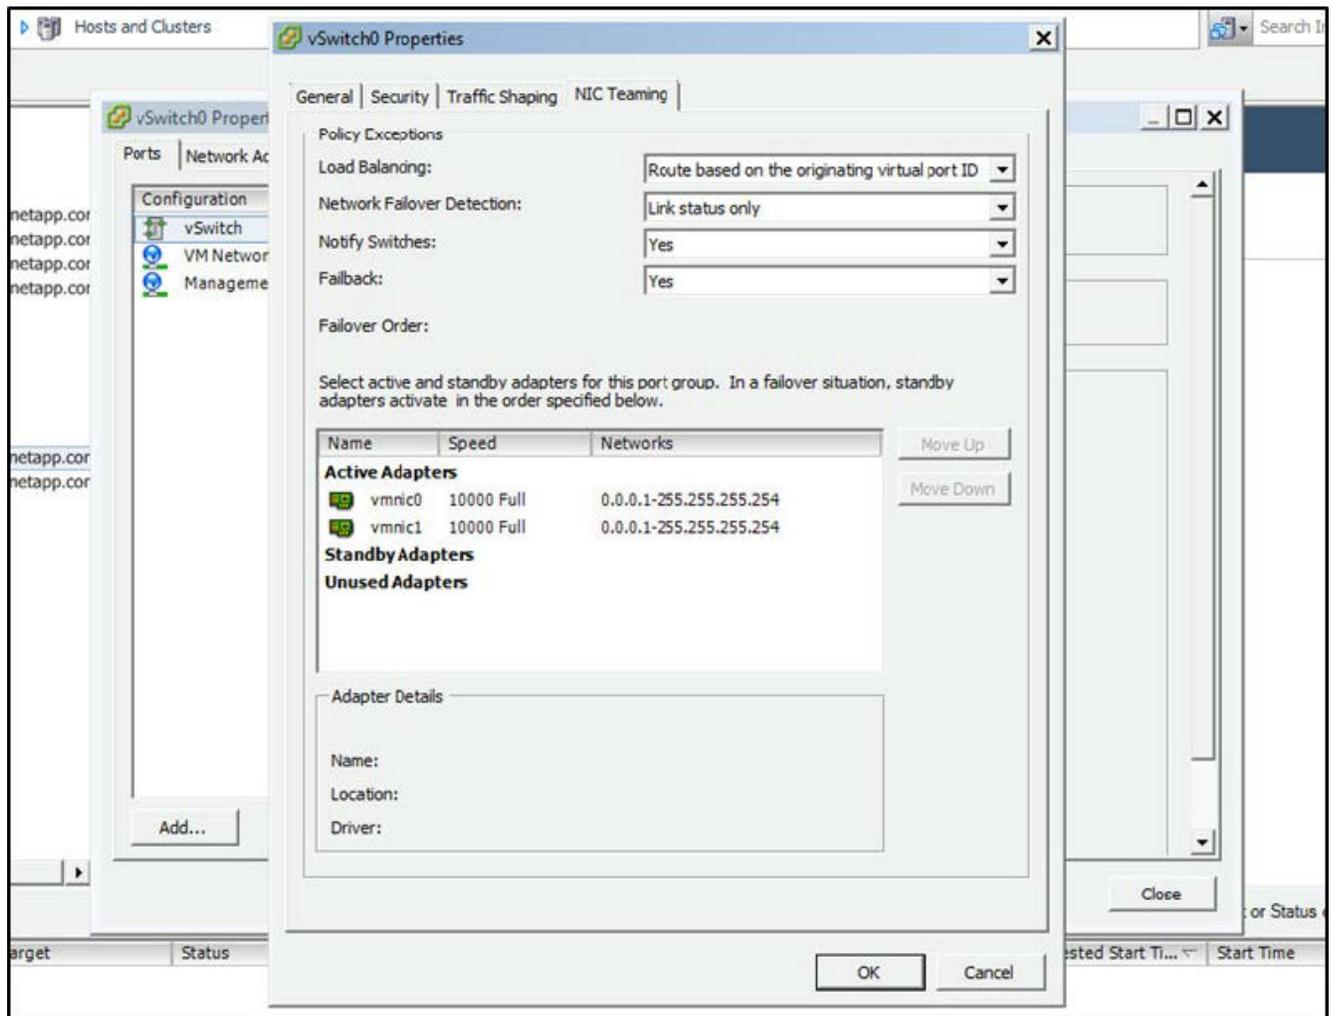 Hosts and Clusters
Search
vSwitch0 Properties
General Security Traffic Shaping NIC Teaming
vSwitch0 Propert
Ports Network Ac
Configuration
vSwitch
VM Networ
Manageme
netapp.cor
netapp.cor
netapp.cor
netapp.cor
netapp.cor
netapp.cor
Policy Exceptions
Load Balancing: Route based on the originating virtual port ID
Network Failover Detection: Link status only
Notify Switches: Yes
Failback: Yes
Failover Order:
Select active and standby adapters for this port group. In a failover situation, standby
adapters activate in the order specified below.
Name Speed Networks
Active Adapters
vmnic0 10000 Full 0.0.0.1-255.255.255.254
vmnic1 10000 Full 0.0.0.1-255.255.255.254
Standby Adapters
Unused Adapters
Move Up
Move Down
Adapter Details
Name:
Location:
Driver:
Add...
Close
or Status
arget Status ested Start Ti... Start Time
OK Cancel